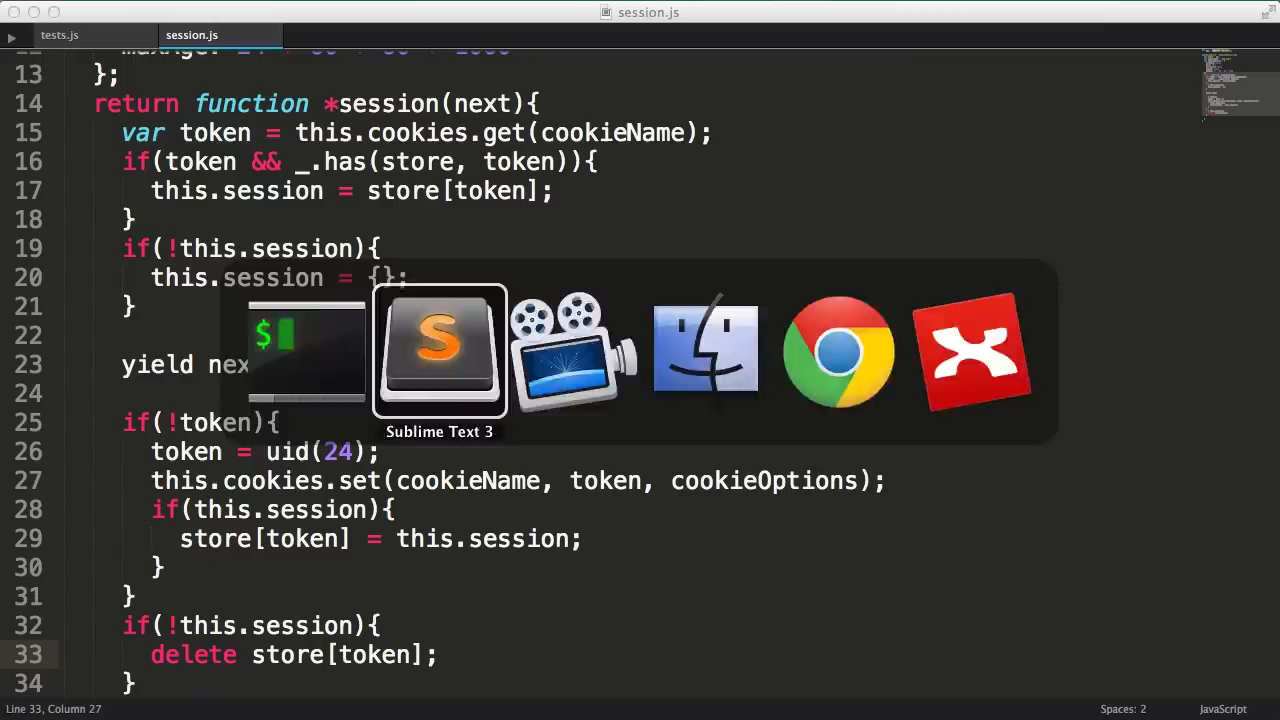 session.js
tests.js
session.js
13 };
14 return function *session(next){
15 var token = this.cookies.get(cookieName);
16 if(token && _.has(store, token)){
17 this.session = store[token];
18 }
19 if(!this.session){
20 this.session = {};
21 }
22
23 yield nex
24
25 if(!token){
26 token = uid(24);
27 this.cookies.set(cookieName, token, cookieOptions);
28 if(this.session){
29 store[token] = this.session;
30 }
31 }
32 if(!this.session){
33 delete store[token];
34 }
$
S
Sublime Text 3
Line 33, Column 27
Spaces: 2
JavaScript